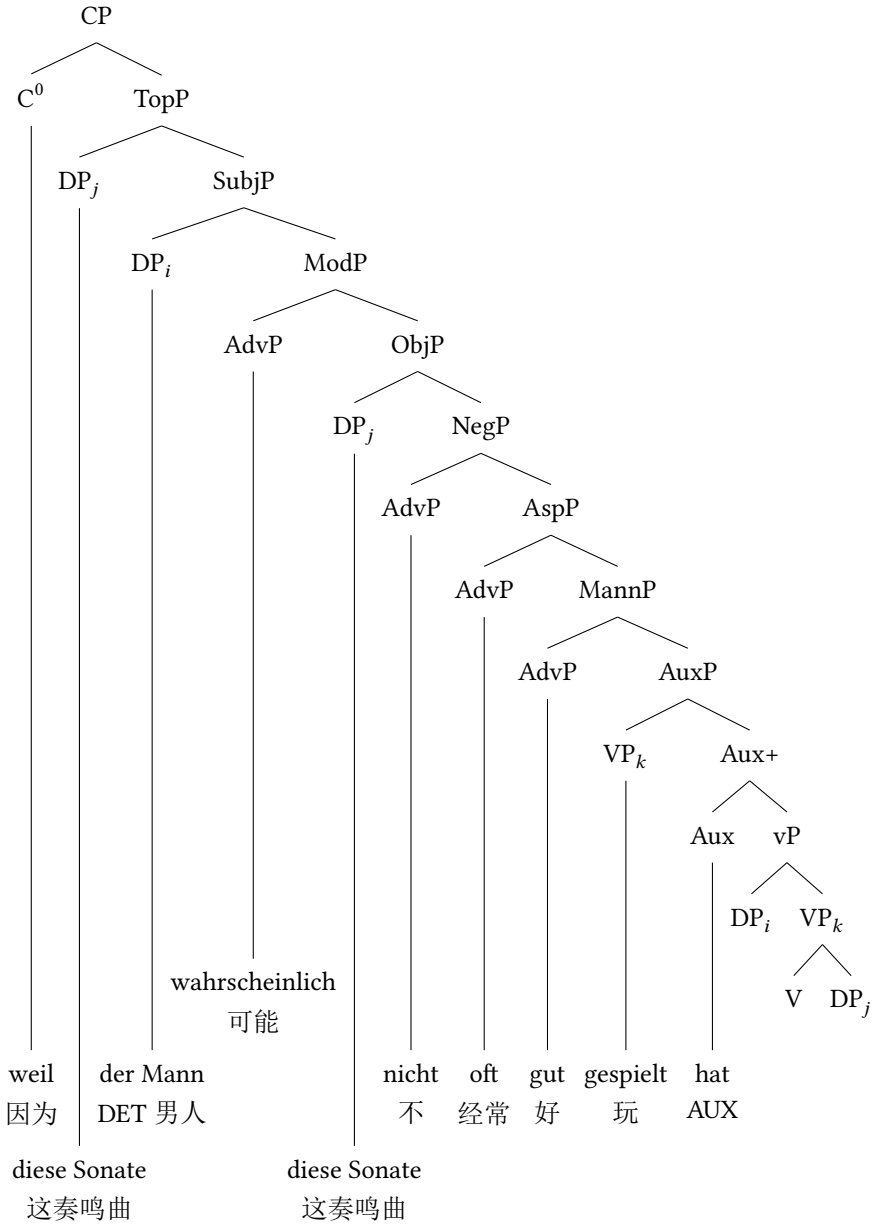 CP
C⁰ TopP
DPⱼ SubjP
DPᵢ ModP
AdvP ObjP
DPⱼ NegP
AdvP AspP
AdvP MannP
AdvP AuxP
VPₖ Aux+
Aux vP
DPᵢ VPₖ
wahrscheinlich V DPⱼ
可能
weil der Mann nicht oft gut gespielt hat
因为 DET 男人 不 经常 好 玩 AUX
diese Sonate diese Sonate
这奏鸣曲 这奏鸣曲